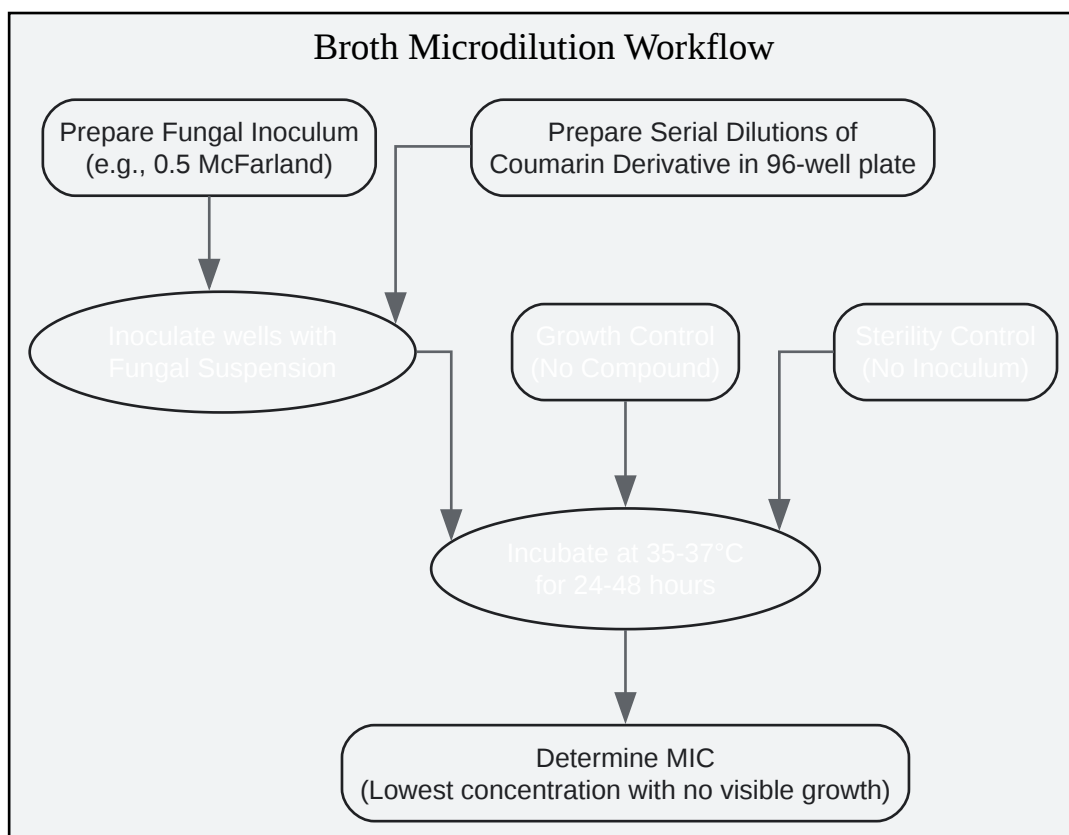 Broth Microdilution Workflow
Prepare Fungal Inoculum
(e.g., 0.5 McFarland)
Prepare Serial Dilutions of
Coumarin Derivative in 96-well plate
Inoculate wells with
Fungal Suspension
Growth Control
(No Compound)
Sterility Control
(No Inoculum)
Incubate at 35-37°C
for 24-48 hours
Determine MIC
(Lowest concentration with no visible growth)